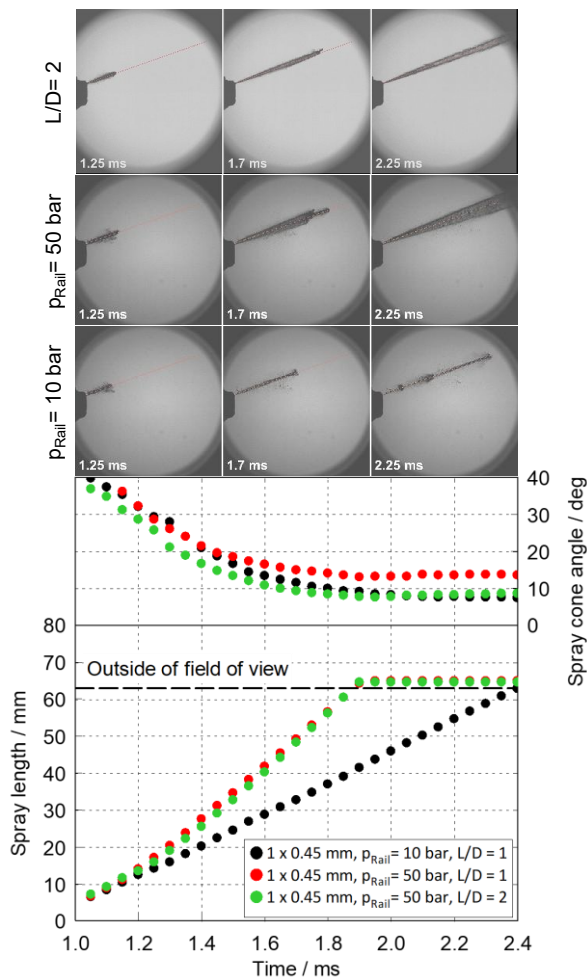 L/D= 2
1.25 ms
1.7 ms
2.25 ms
pRail= 50 bar
1.25 ms
1.7 ms
2.25 ms
pRail= 10 bar
1.25 ms
1.7 ms
2.25 ms
40
30
20
10
0
Spray cone angle / deg
80
70
60
50
40
30
20
10
0
Spray length / mm
Outside of field of view
1 x 0.45 mm, pRail= 10 bar, L/D = 1
1 x 0.45 mm, pRail= 50 bar, L/D = 1
1 x 0.45 mm, pRail= 50 bar, L/D = 2
1.0 1.2 1.4 1.6 1.8 2.0 2.2 2.4
Time / ms